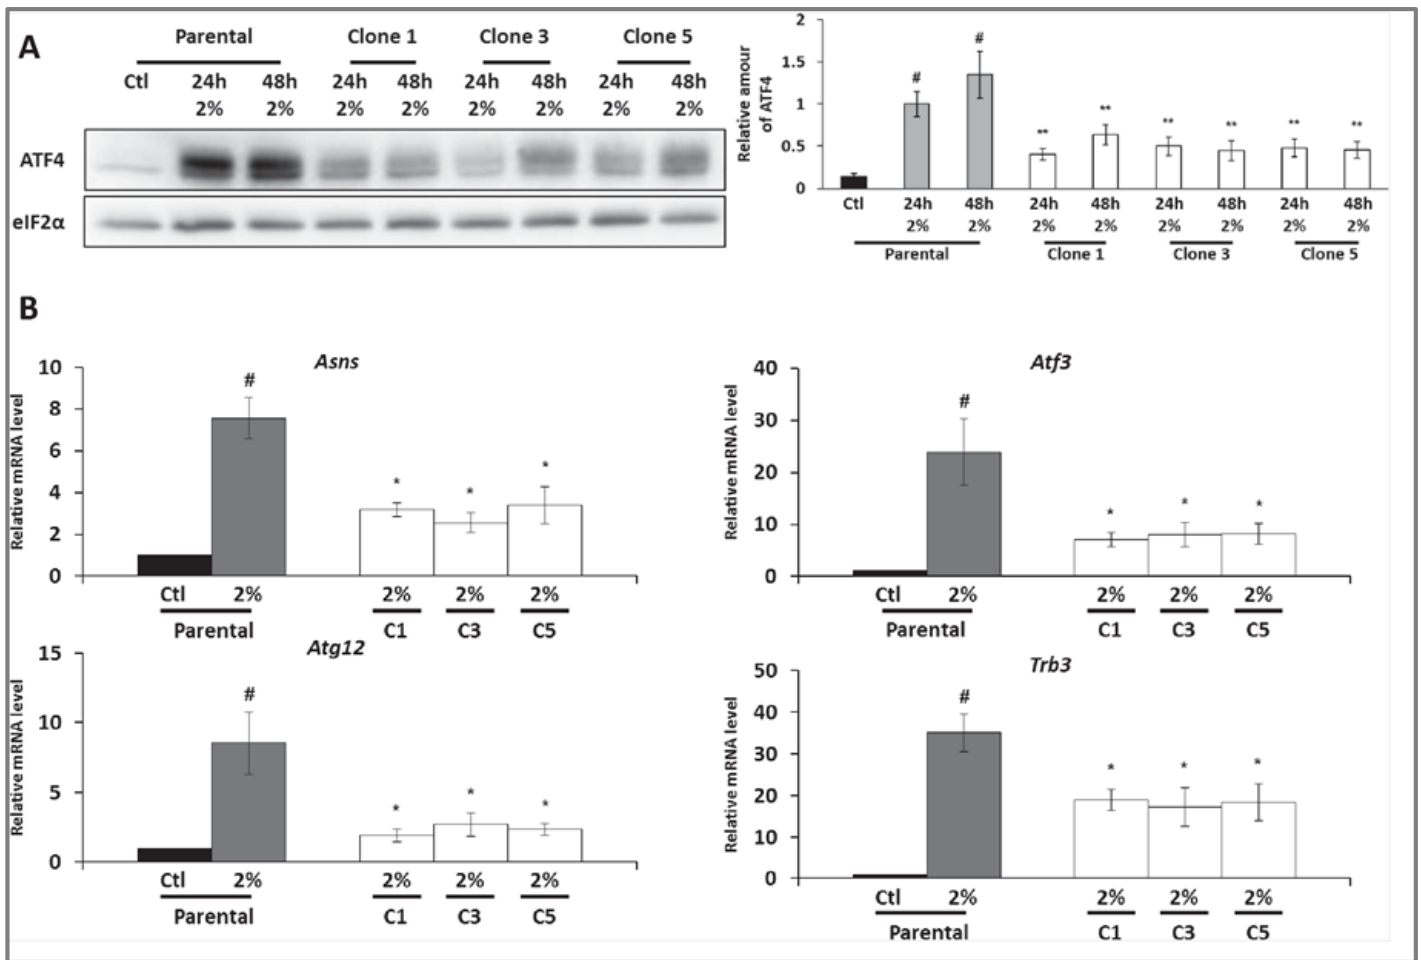 A
Parental Clone 1 Clone 3 Clone 5
Ctl 24h 48h 24h 48h 24h 48h 24h 48h
2% 2% 2% 2% 2% 2% 2% 2%
ATF4
eIF2α
Relative amour
of ATF4
2
1.5
1
0.5
0
# # ** ** ** ** ** **
Ctl 24h 48h 24h 48h 24h 48h 24h 48h
2% 2% 2% 2% 2% 2% 2% 2%
Parental Clone 1 Clone 3 Clone 5
B
Asns
Relative mRNA level
10
8
6
4
2
0
# * * *
Ctl 2% 2% 2% 2%
Parental C1 C3 C5
Atf3
Relative mRNA level
40
30
20
10
0
# * * *
Ctl 2% 2% 2% 2%
Parental C1 C3 C5
Atg12
Relative mRNA level
15
10
5
0
# * * *
Ctl 2% 2% 2% 2%
Parental C1 C3 C5
Trb3
Relative mRNA level
50
40
30
20
10
0
# * * *
Ctl 2% 2% 2% 2%
Parental C1 C3 C5